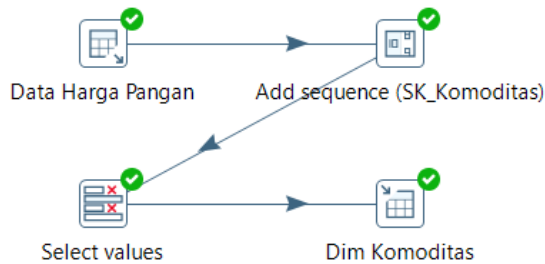 Data Harga Pangan
Add sequence (SK_Komoditas)
Select values
Dim Komoditas